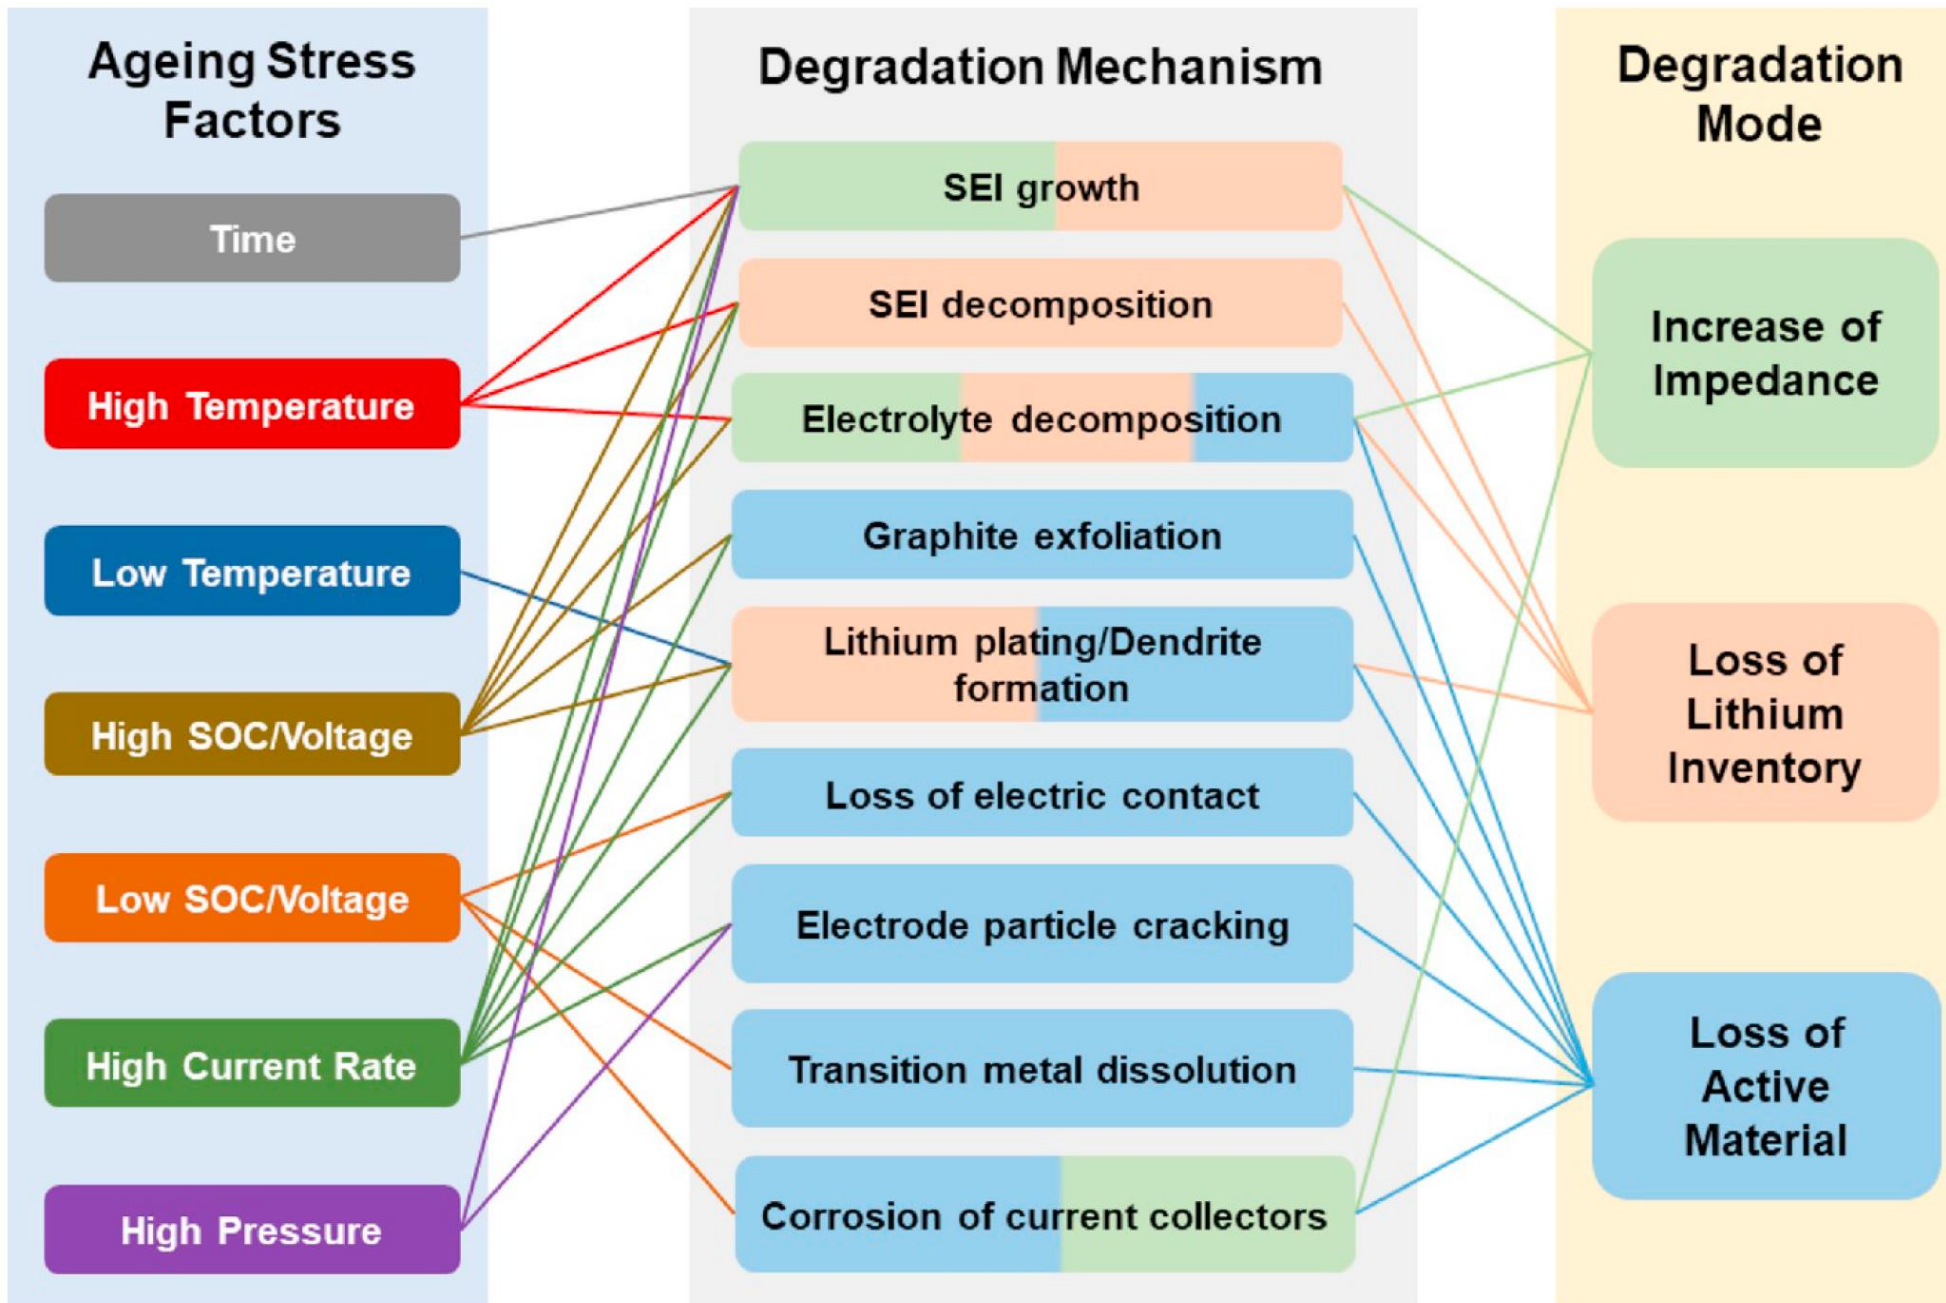 Ageing Stress
Factors
Time
High Temperature
Low Temperature
High SOC/Voltage
Low SOC/Voltage
High Current Rate
High Pressure
Degradation Mechanism
SEI growth
SEI decomposition
Electrolyte decomposition
Graphite exfoliation
Lithium plating/Dendrite
formation
Loss of electric contact
Electrode particle cracking
Transition metal dissolution
Corrosion of current collectors
Degradation
Mode
Increase of
Impedance
Loss of
Lithium
Inventory
Loss of
Active
Material